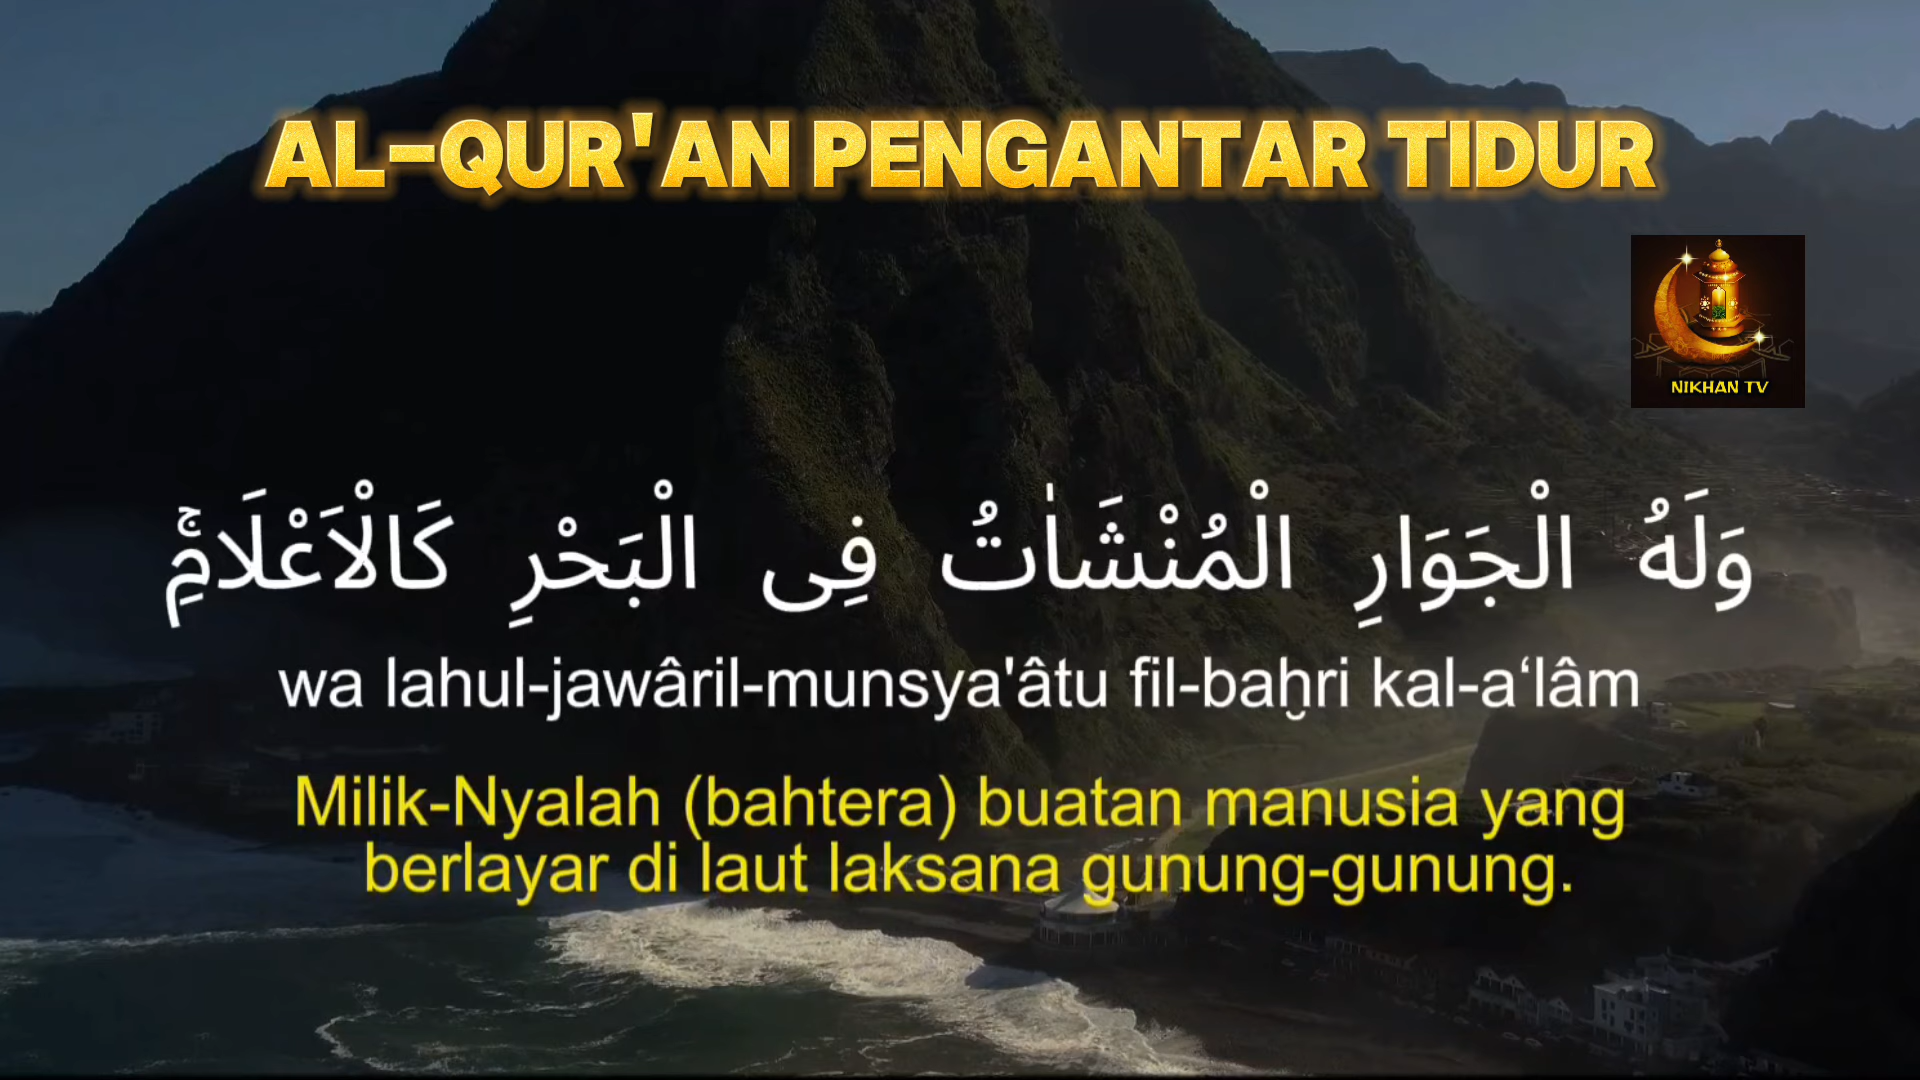 AL-QUR'AN PENGANTAR TIDUR
NIKHAN TV
وَلَهُ الْجَوَارِ الْمُنْشَاٰتُ فِى الْبَحْرِ كَالْاَعْلَامِۚ
wa lahul-jawâril-munsya'âtu fil-baḫri kal-a‘lâm
Milik-Nyalah (bahtera) buatan manusia yang
berlayar di laut laksana gunung-gunung.